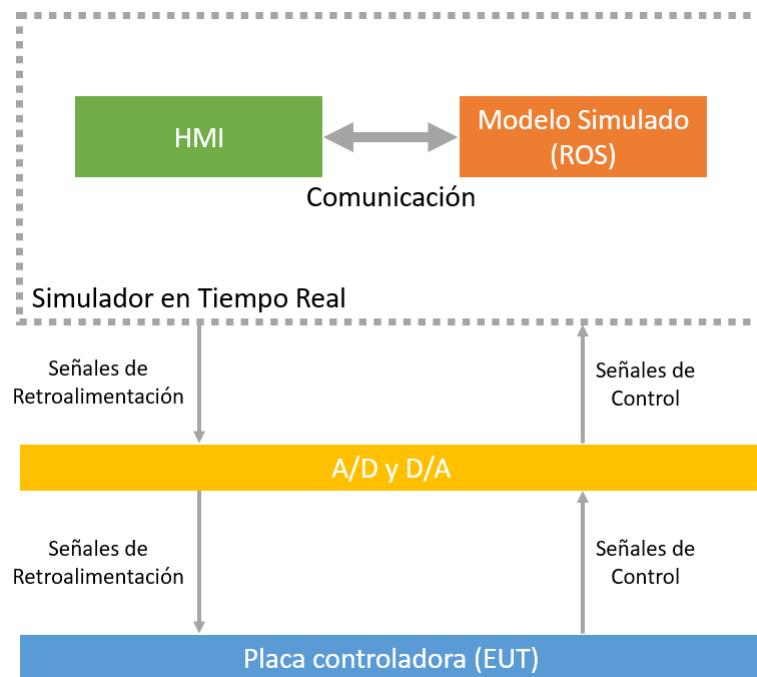 HMI
Modelo Simulado
(ROS)
Comunicación
Simulador en Tiempo Real
Señales de
Retroalimentación
Señales de
Control
A/D y D/A
Señales de
Retroalimentación
Señales de
Control
Placa controladora (EUT)